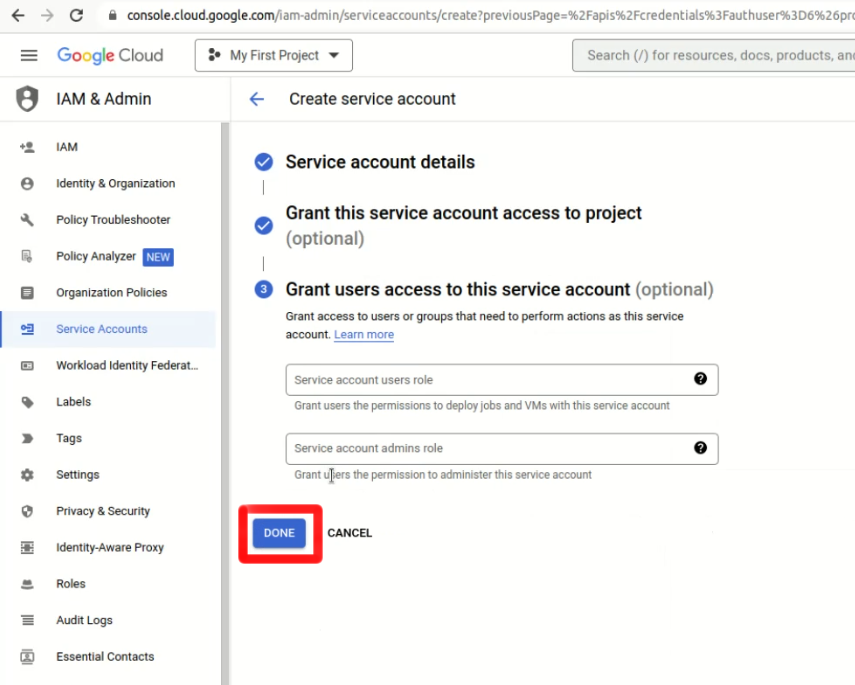 console.cloud.google.com/iam-admin/serviceaccounts/create?previousPage=%2Fapis%2Fcredentials%3Fauthuser%3D6%26pro
Google Cloud
My First Project
Search (/) for resources, docs, products, and
IAM & Admin
Create service account
IAM
Identity & Organization
Policy Troubleshooter
Policy Analyzer NEW
Organization Policies
Service Accounts
Workload Identity Federat...
Labels
Tags
Settings
Privacy & Security
Identity-Aware Proxy
Roles
Audit Logs
Essential Contacts
Service account details
Grant this service account access to project
(optional)
3 Grant users access to this service account (optional)
Grant access to users or groups that need to perform actions as this service
account. Learn more
Service account users role ?
Grant users the permissions to deploy jobs and VMs with this service account
Service account admins role ?
Grant users the permission to administer this service account
DONE CANCEL